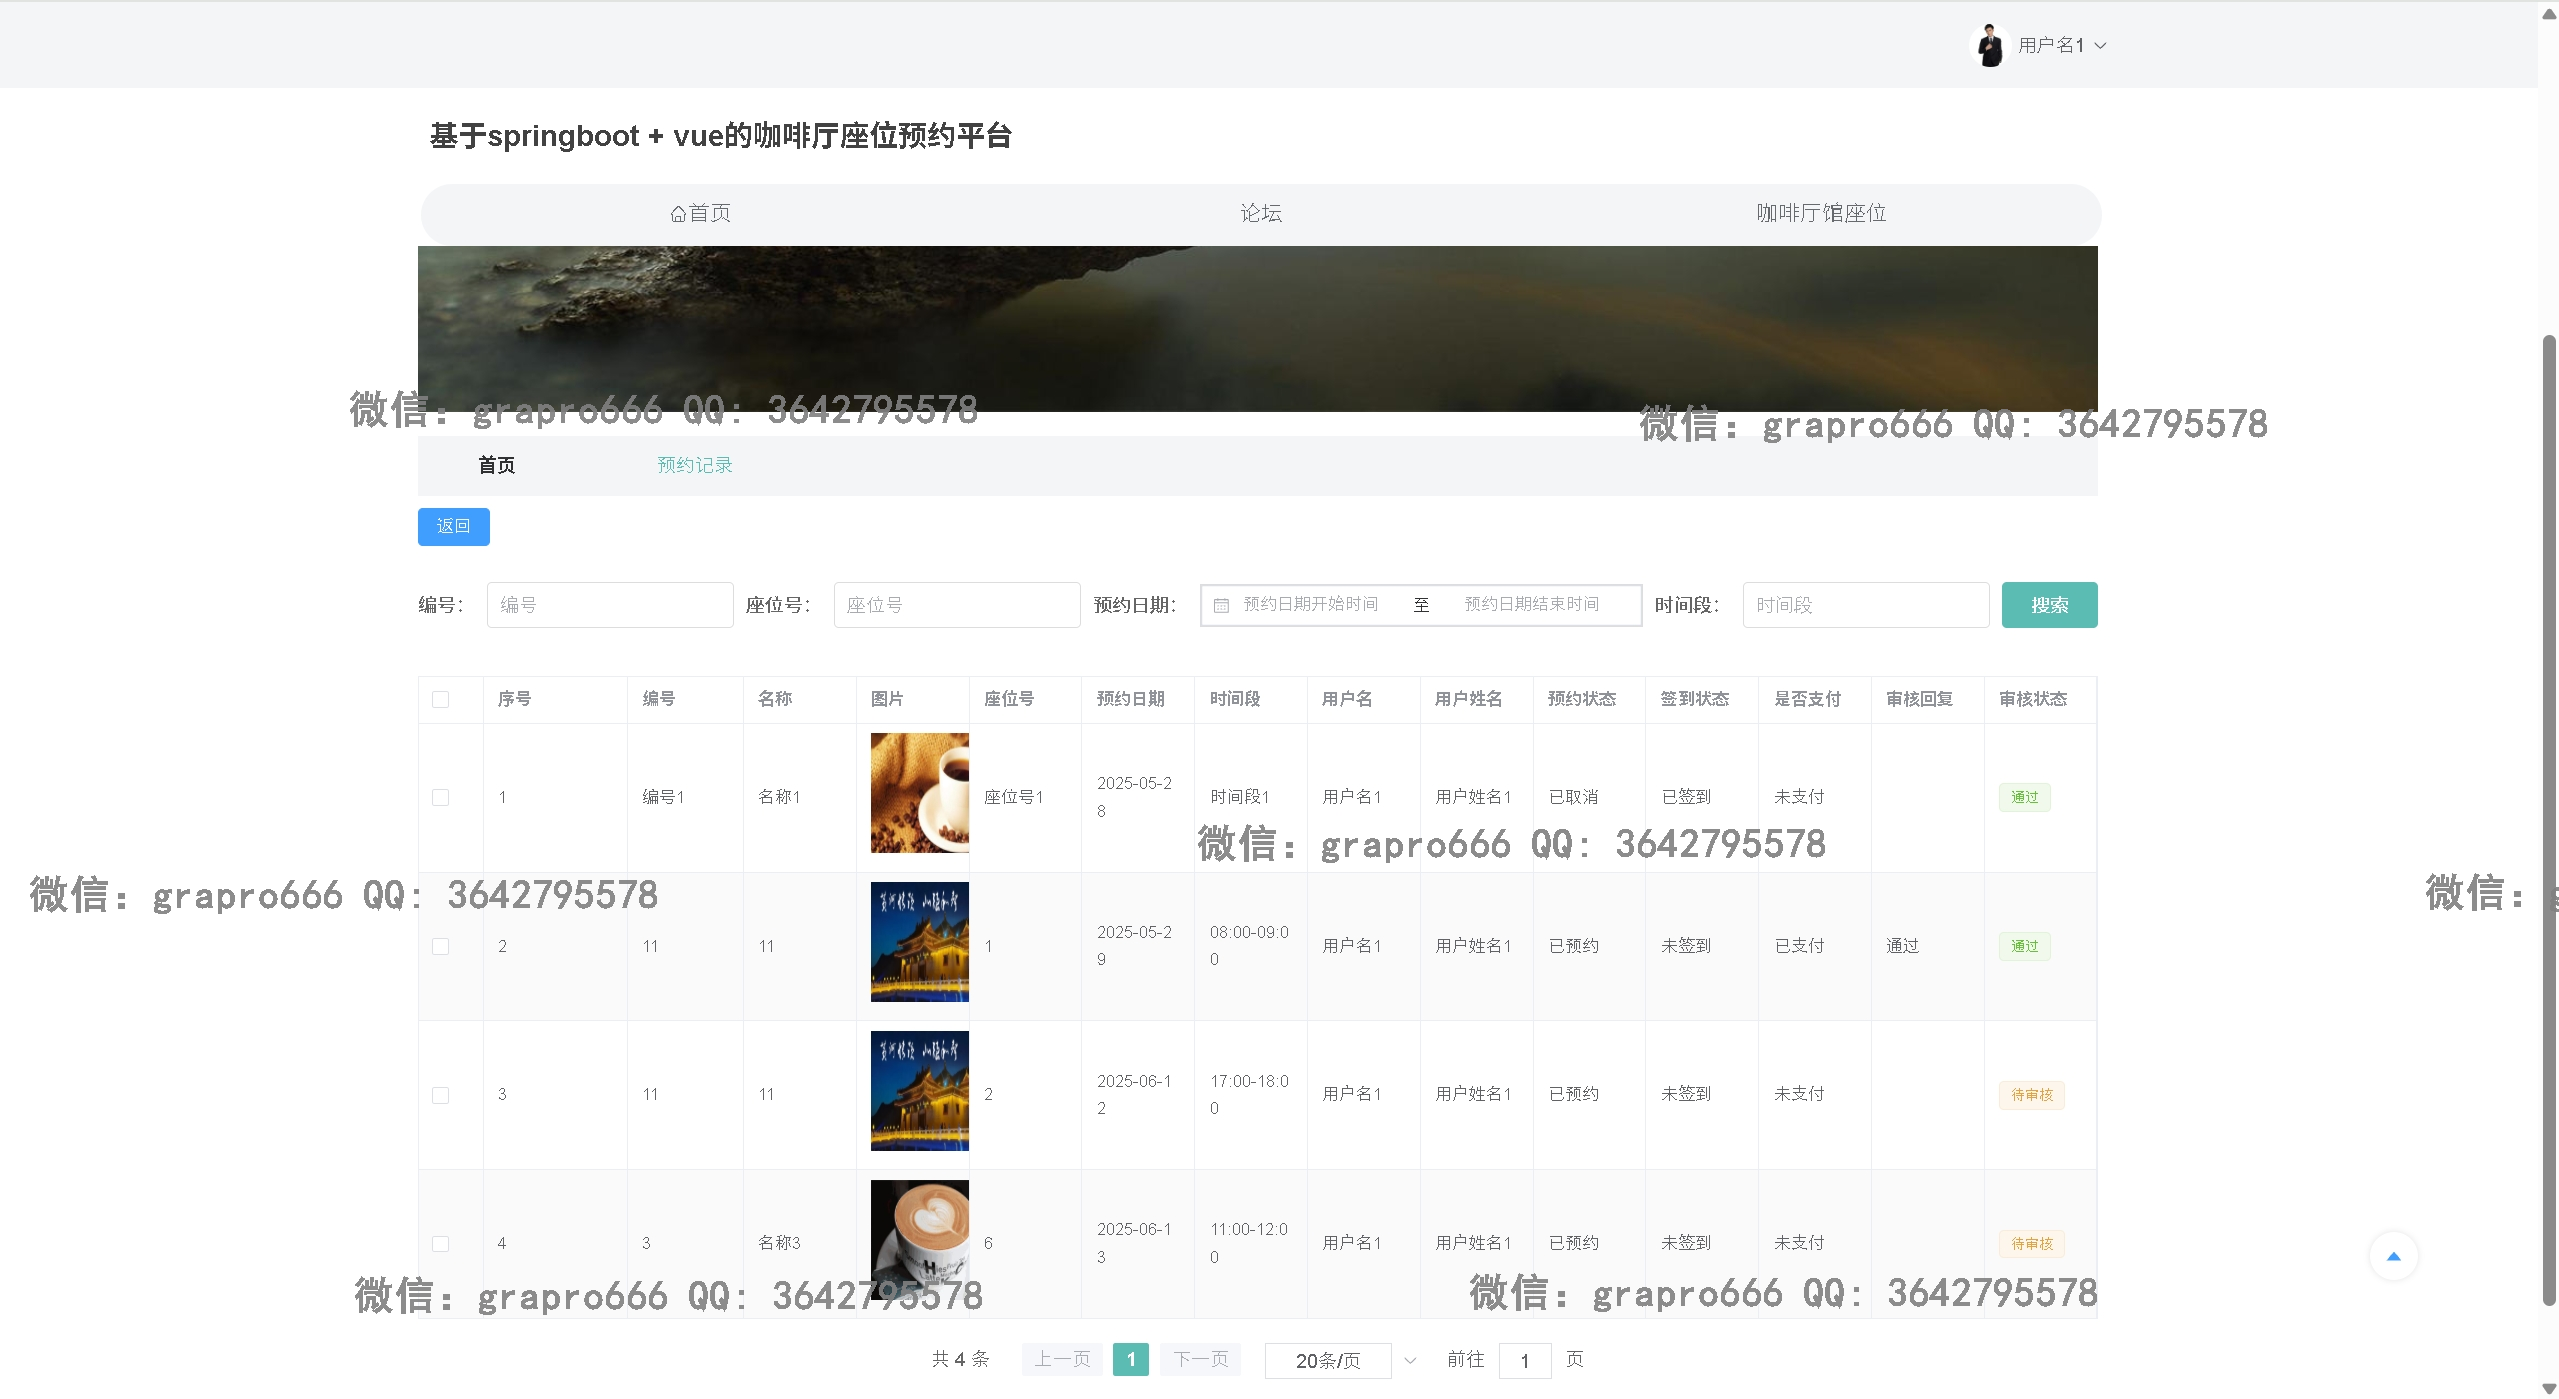 用户名1
基于springboot + vue的咖啡厅座位预约平台
首页 论坛 咖啡厅馆座位
微信：grapro666 QQ：3642795578
微信：grapro666 QQ：3642795578
首页 预约记录
返回
编号： 编号 座位号： 座位号 预约日期： 预约日期开始时间 至 预约日期结束时间 时间段： 时间段 搜索
序号 编号 名称 图片 座位号 预约日期 时间段 用户名 用户姓名 预约状态 签到状态 是否支付 审核回复 审核状态
1 编号1 名称1 座位号1 2025-05-28 时间段1 用户名1 用户姓名1 已取消 已签到 未支付 通过
微信：grapro666 QQ：3642795578
微信：grapro666 QQ：3642795578
微信：g
2 11 11 1 2025-05-29 08:00-09:00 用户名1 用户姓名1 已预约 未签到 已支付 通过 通过
3 11 11 2 2025-06-12 17:00-18:00 用户名1 用户姓名1 已预约 未签到 未支付 待审核
4 3 名称3 6 2025-06-13 11:00-12:00 用户名1 用户姓名1 已预约 未签到 未支付 待审核
微信：grapro666 QQ：3642795578
微信：grapro666 QQ：3642795578
共 4 条 上一页 1 下一页 20条/页 前往 1 页